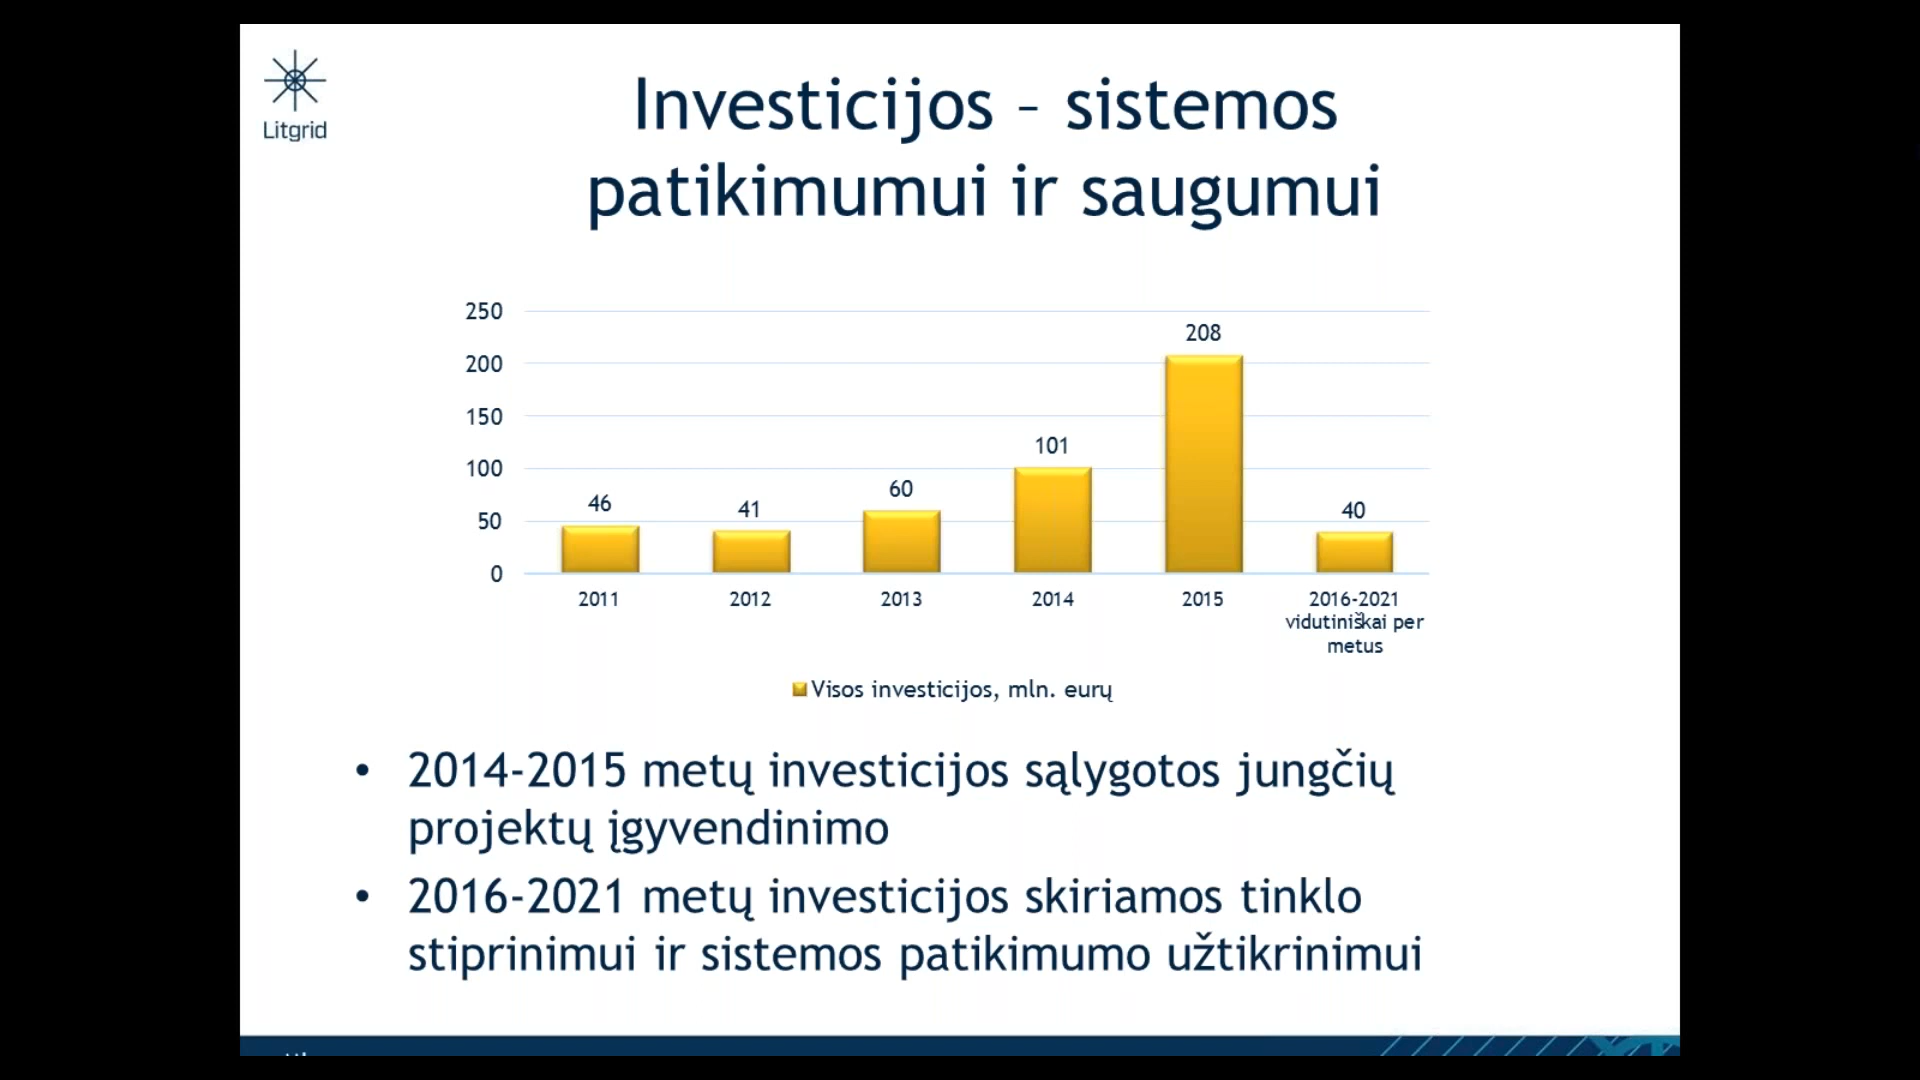 Litgrid
Investicijos – sistemos
patikimumui ir saugumui
250
200
150
100
50
0
46
41
60
101
208
40
2011
2012
2013
2014
2015
2016-2021
vidutiniškai per
metus
Visos investicijos, mln. eurų
• 2014-2015 metų investicijos sąlygotos jungčių
projektų įgyvendinimo
• 2016-2021 metų investicijos skiriamos tinklo
stiprinimui ir sistemos patikimumo užtikrinimui